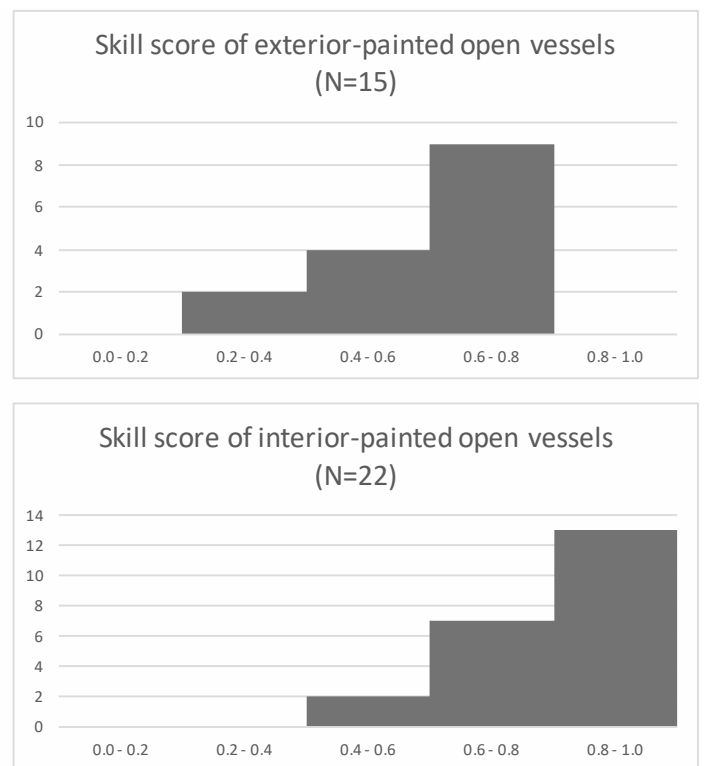 Skill score of exterior-painted open vessels
(N=15)
10
8
6
4
2
0
0.0 - 0.2 0.2 - 0.4 0.4 - 0.6 0.6 - 0.8 0.8 - 1.0
Skill score of interior-painted open vessels
(N=22)
14
12
10
8
6
4
2
0
0.0 - 0.2 0.2 - 0.4 0.4 - 0.6 0.6 - 0.8 0.8 - 1.0